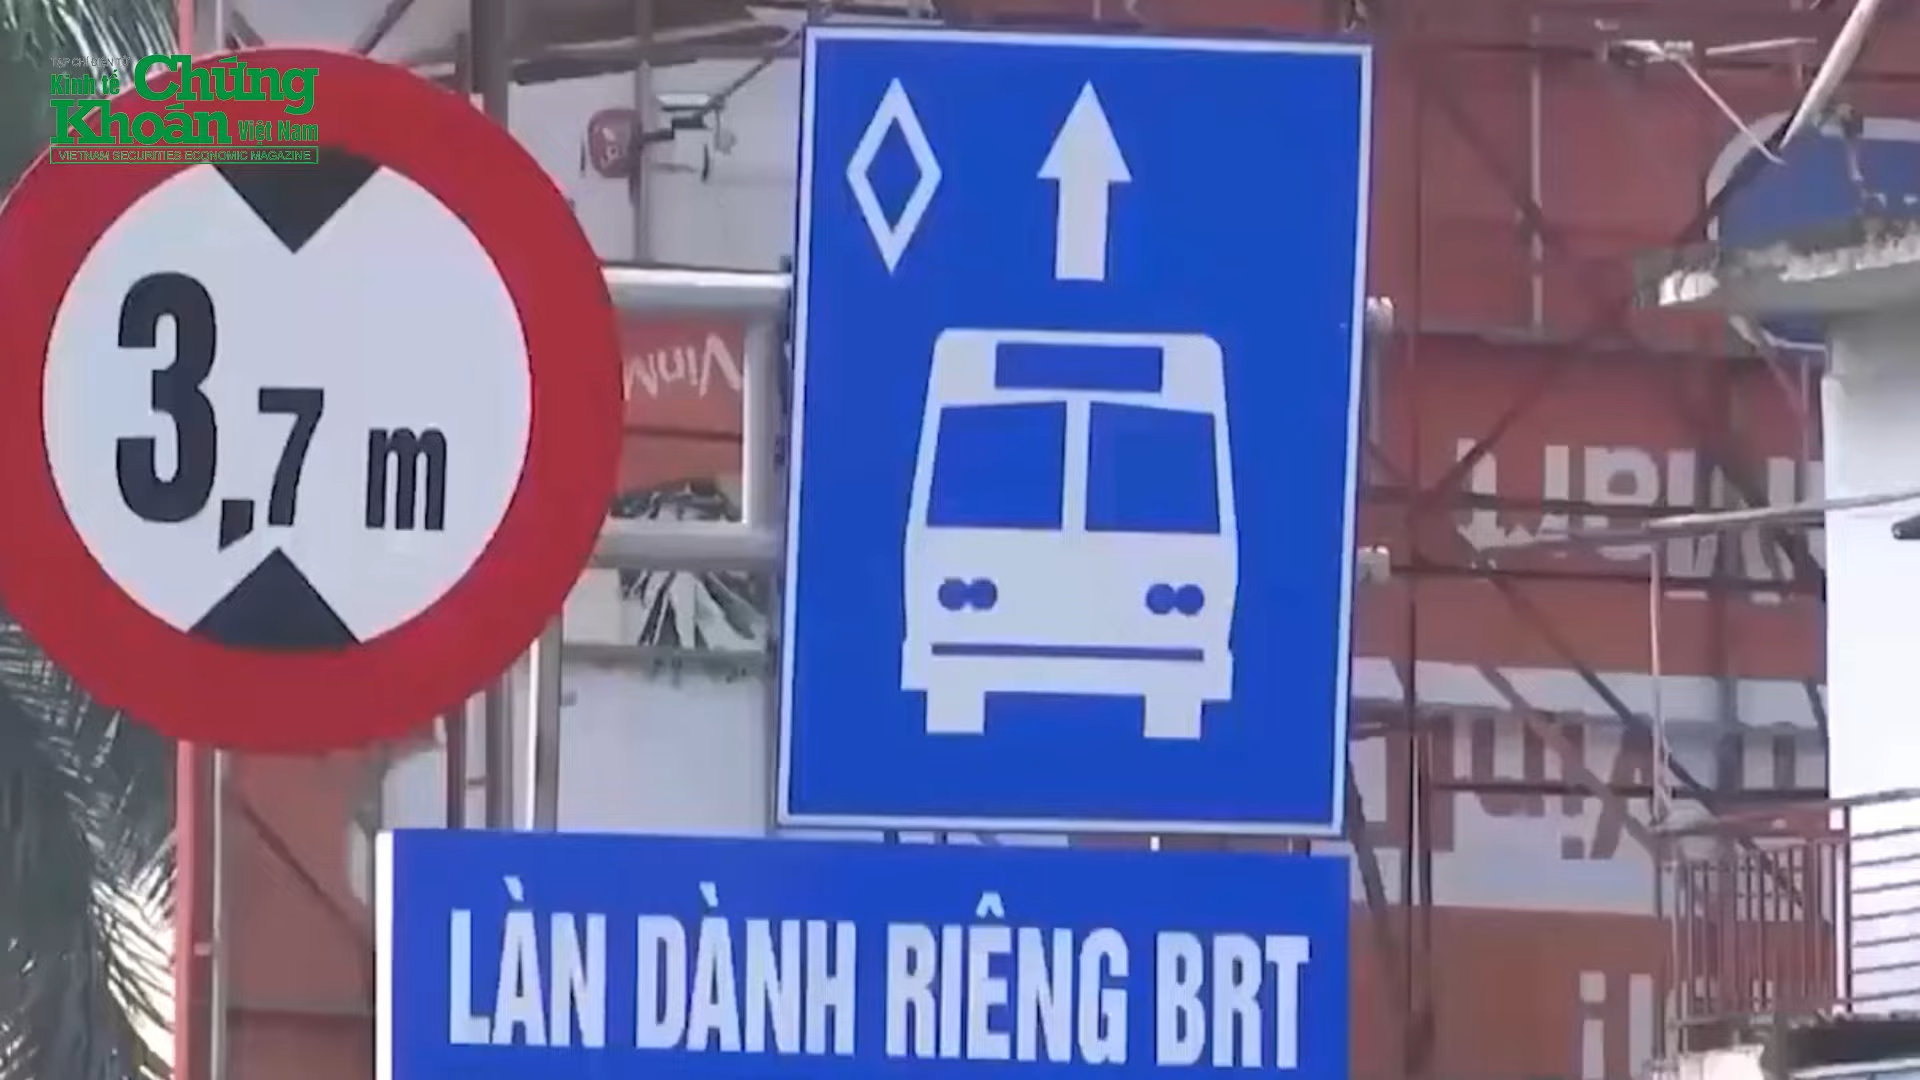 TẠP CHÍ ĐIỆN TỬ
Kinh tế Chứng
Khoán Việt Nam
VIETNAM SECURITIES ECONOMIC MAGAZINE
3,7 m
VinM
LÀN DÀNH RIÊNG BRT